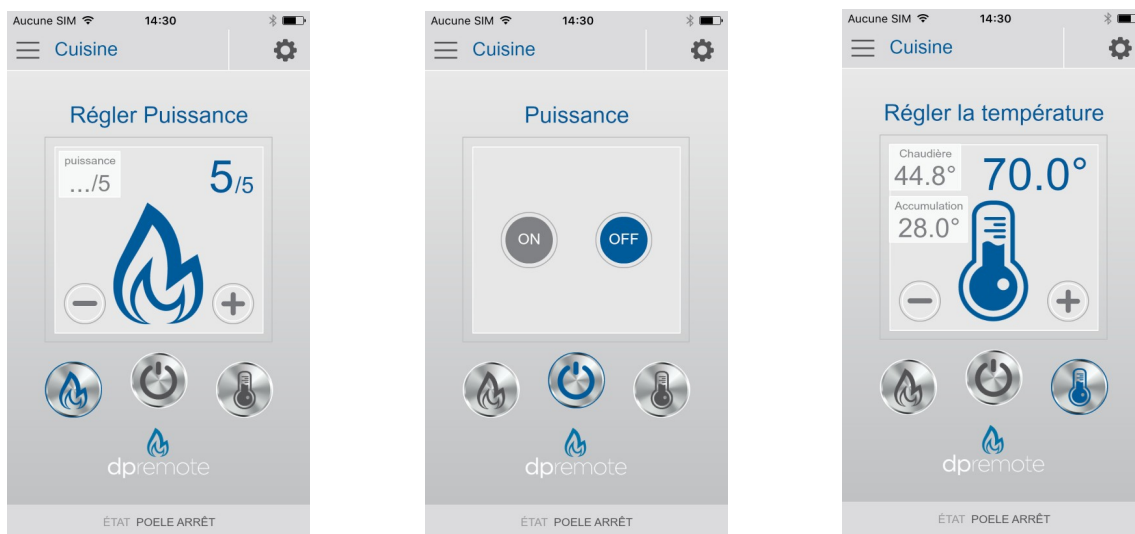 Aucune SIM 14:30
Cuisine
Régler Puissance
puissance
.../5
5/5
dpremote
ÉTAT POELE ARRÊT
Aucune SIM 14:30
Cuisine
Puissance
ON OFF
dpremote
ÉTAT POELE ARRÊT
Aucune SIM 14:30
Cuisine
Régler la température
Chaudière
44.8°
70.0°
Accumulation
28.0°
dpremote
ÉTAT POELE ARRÊT